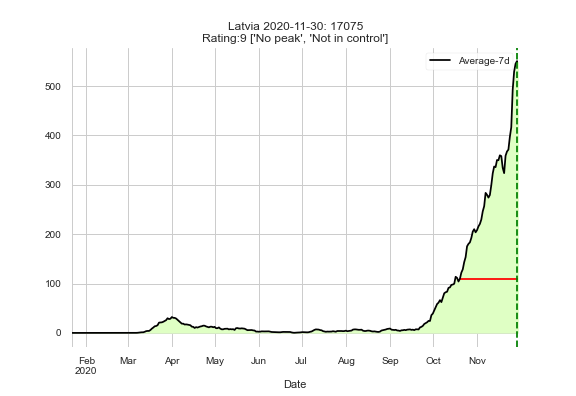 Latvia 2020-11-30: 17075
Rating:9 ['No peak', 'Not in control']
Average-7d
500
400
300
200
100
0
Feb Mar Apr May Jun Jul Aug Sep Oct Nov
2020
Date